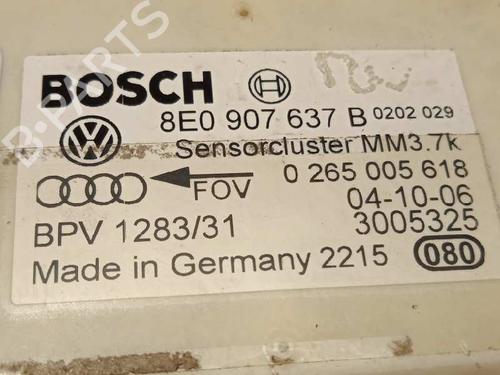 BOSCH
8E0 907 637 B 0202 029
Sensorcluster MM3.7k
FOV 0 265 005 618
04-10-06
BPV 1283/31 3005325
Made in Germany 2215 080
B-PARTS